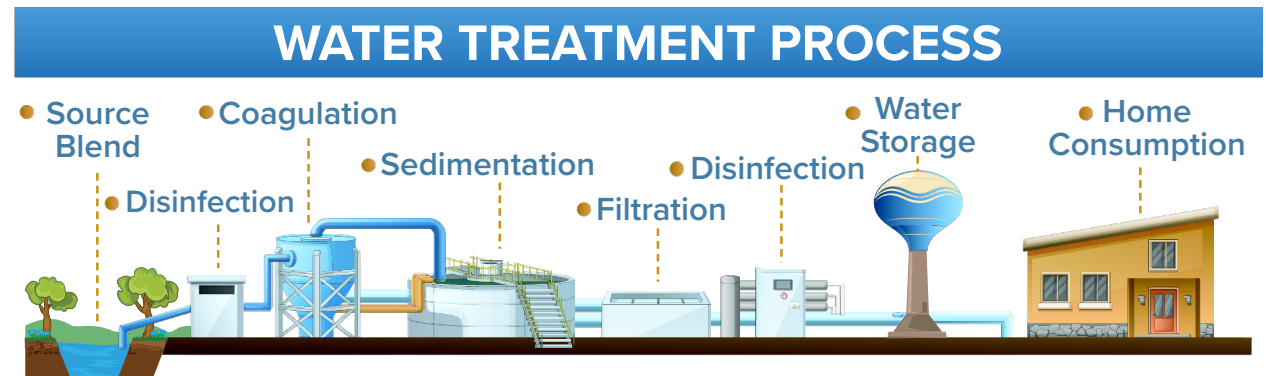 WATER TREATMENT PROCESS
Source
Blend
Disinfection
Coagulation
Sedimentation
Filtration
Disinfection
Water
Storage
Home
Consumption